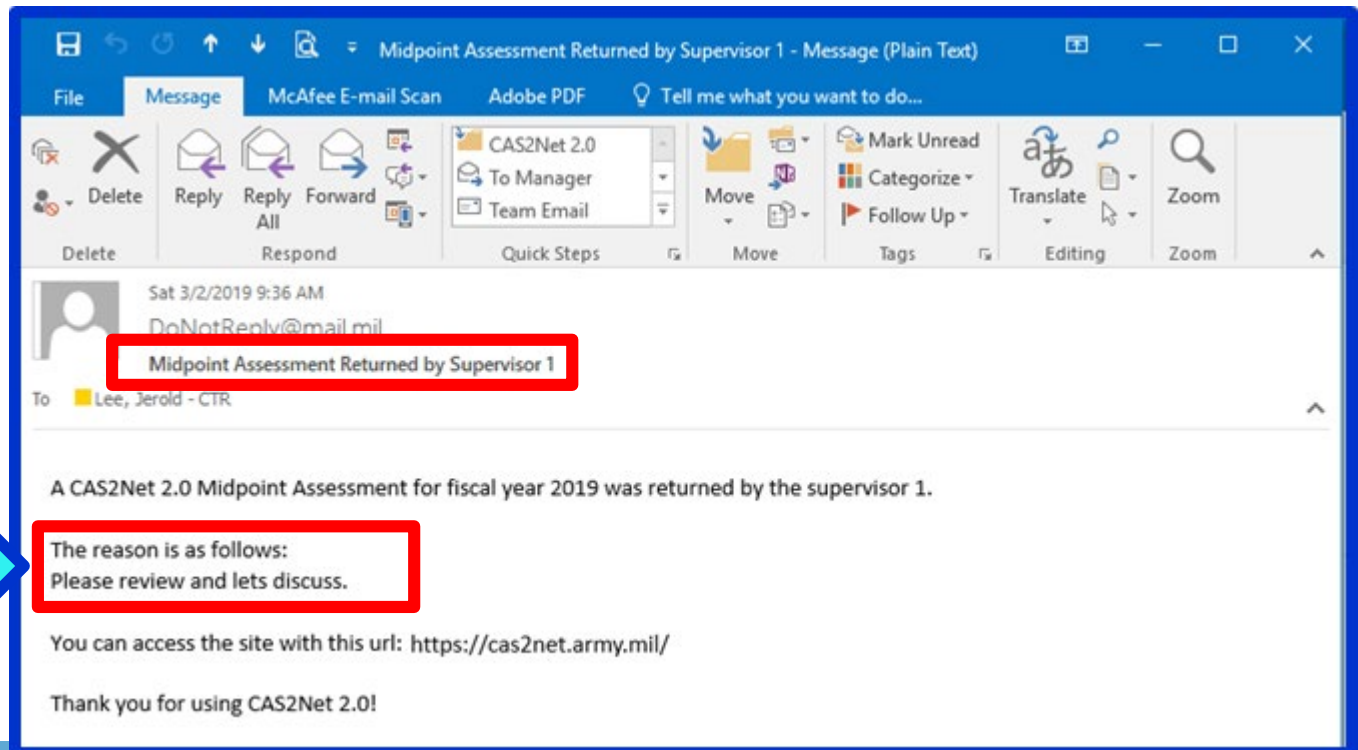 Midpoint Assessment Returned by Supervisor 1 - Message (Plain Text)
File Message McAfee E-mail Scan Adobe PDF Tell me what you want to do...
Delete
Reply
Reply All
Forward
CAS2Net 2.0
To Manager
Team Email
Move
Mark Unread
Categorize
Follow Up
Translate
Zoom
Delete Respond Quick Steps Move Tags Editing Zoom
Sat 3/2/2019 9:36 AM
DoNotReply@mail.mil
Midpoint Assessment Returned by Supervisor 1
To Lee, Jerold - CTR
A CAS2Net 2.0 Midpoint Assessment for fiscal year 2019 was returned by the supervisor 1.
The reason is as follows:
Please review and lets discuss.
You can access the site with this url: https://cas2net.army.mil/
Thank you for using CAS2Net 2.0!